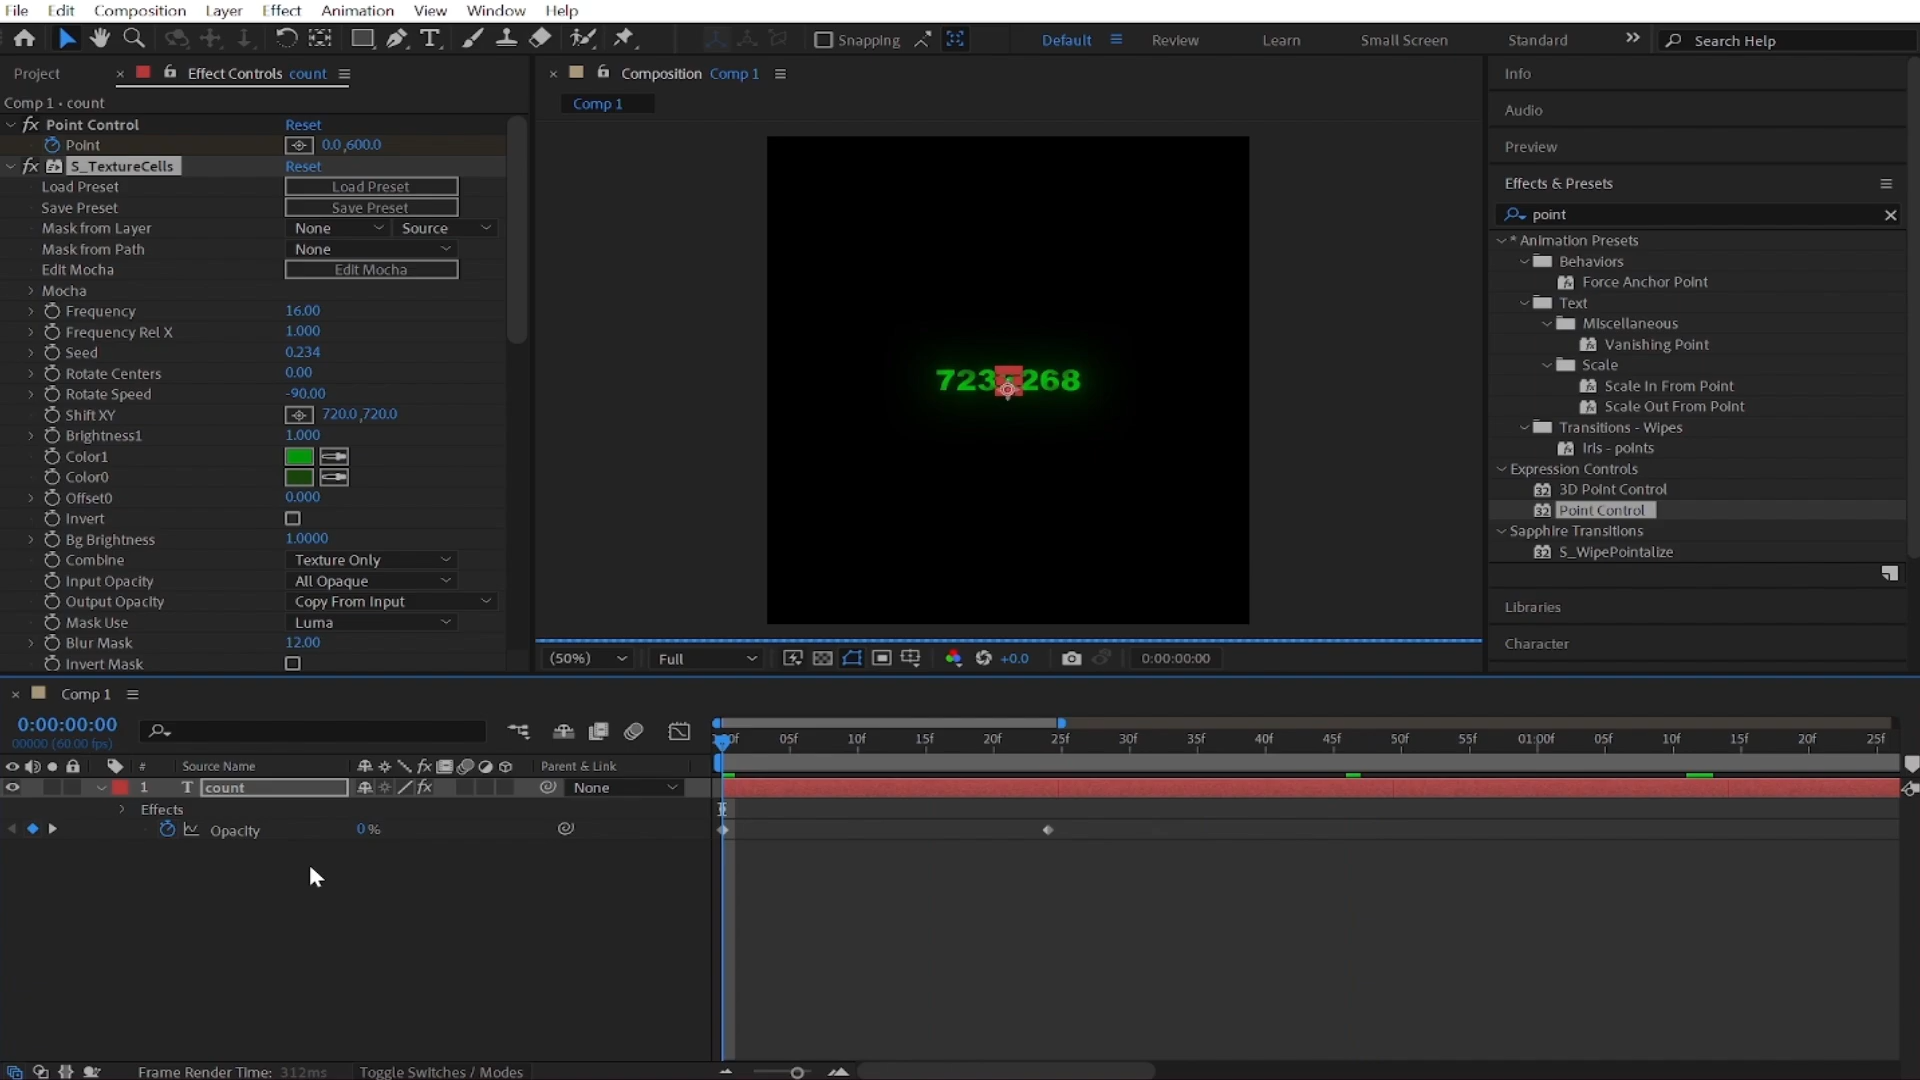 File Edit Composition Layer Effect Animation View Window Help
Snapping Default Review Learn Small Screen Standard Search Help
Project Effect Controls count
Comp 1 • count
Point Control Reset
Point 0.0,600.0
S_TextureCells Reset
Load Preset Load Preset
Save Preset Save Preset
Mask from Layer None Source
Mask from Path None
Edit Mocha Edit Mocha
Mocha
Frequency 16.00
Frequency Rel X 1.000
Seed 0.234
Rotate Centers 0.00
Rotate Speed -90.00
Shift XY 720.0,720.0
Brightness1 1.000
Color1
Color0
Offset0 0.000
Invert
Bg Brightness 1.0000
Combine Texture Only
Input Opacity All Opaque
Output Opacity Copy From Input
Mask Use Luma
Blur Mask 12.00
Invert Mask
Composition Comp 1
Comp 1
(50%) Full +0.0 0:00:00:00
Info
Audio
Preview
Effects & Presets
point
* Animation Presets
Behaviors
Force Anchor Point
Text
Miscellaneous
Vanishing Point
Scale
Scale In From Point
Scale Out From Point
Transitions - Wipes
Iris - points
Expression Controls
32 3D Point Control
32 Point Control
Sapphire Transitions
32 S_WipePointalize
Libraries
Character
Comp 1
0:00:00:00
00000 (60.00 fps)
05f 10f 15f 20f 25f 30f 35f 40f 45f 50f 55f 01:00f 05f 10f 15f 20f 25f
# Source Name fx Parent & Link
1 T count fx None
Effects
Opacity 0 %
Frame Render Time: 312ms Toggle Switches / Modes